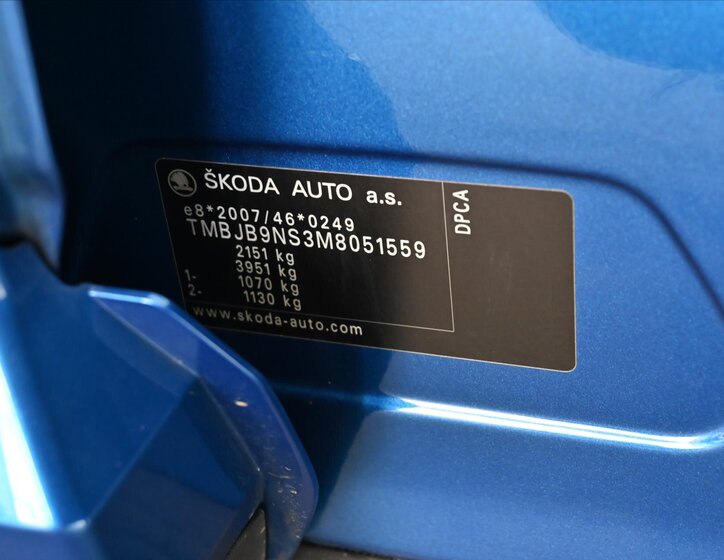 ŠKODA AUTO a.s.
e8*2007/46*0249
TMBJB9NS3M8051559
2151 kg
3951 kg
1- 1070 kg
2- 1130 kg
www.skoda-auto.com
DPCA